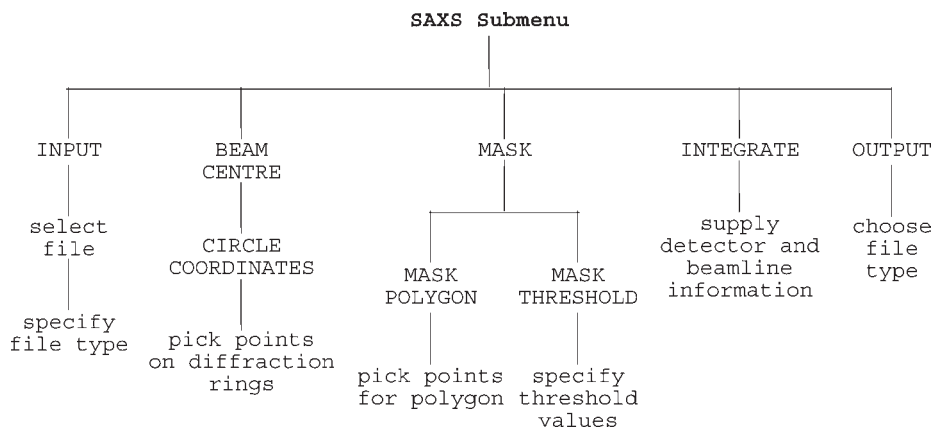 SAXS Submenu
INPUT
select
file
specify
file type
BEAM
CENTRE
CIRCLE
COORDINATES
pick points
on diffraction
rings
MASK
MASK
POLYGON
pick points
for polygon
MASK
THRESHOLD
specify
threshold
values
INTEGRATE
supply
detector and
beamline
information
OUTPUT
choose
file
type